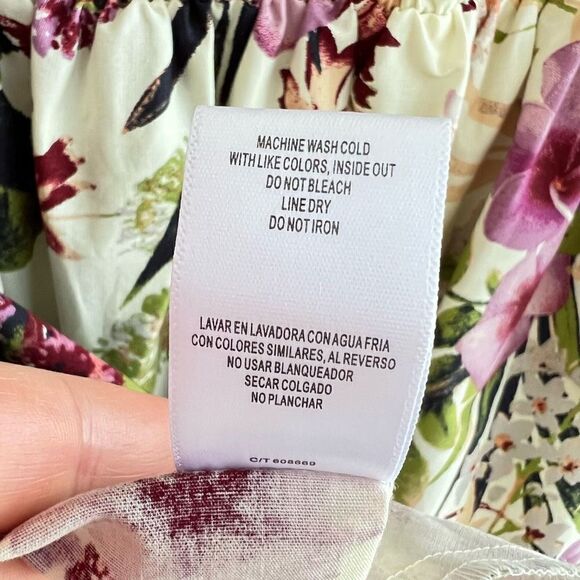 MACHINE WASH COLD
WITH LIKE COLORS, INSIDE OUT
DO NOT BLEACH
LINE DRY
DO NOT IRON
LAVAR EN LAVADORA CON AGUA FRIA
CON COLORES SIMILARES, AL REVERSO
NO USAR BLANQUEADOR
SECAR COLGADO
NO PLANCHAR
C/T 608669